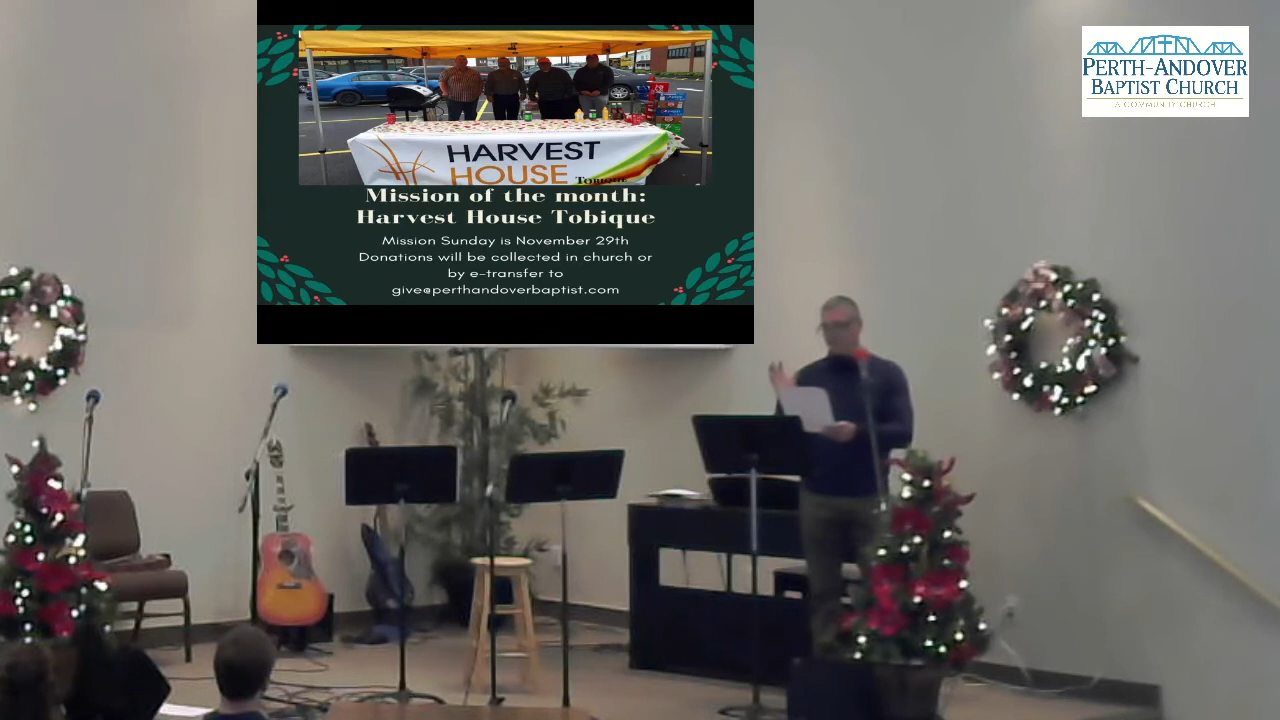 HARVEST
HOUSE TOBIQUE
Mission of the month:
Harvest House Tobique
Mission Sunday is November 29th
Donations will be collected in church or
by e-transfer to
give@perthandoverbaptist.com
PERTH-ANDOVER
BAPTIST CHURCH
A COMMUNITY CHURCH